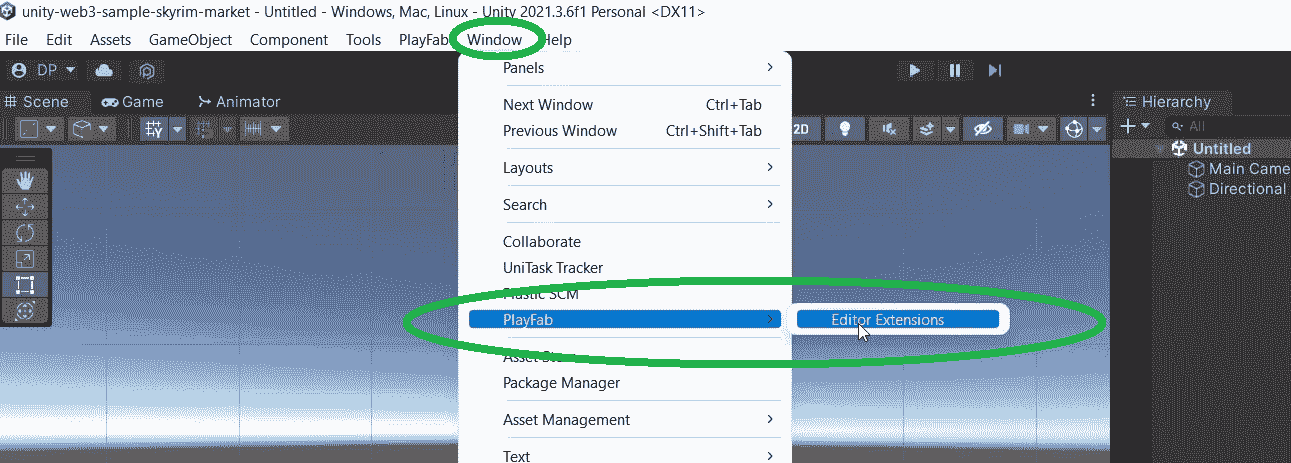 unity-web3-sample-skyrim-market - Untitled - Windows, Mac, Linux - Unity 2021.3.6f1 Personal <DX11>
File Edit Assets GameObject Component Tools PlayFab Window Help
DP
Scene Game Animator
Hierarchy
2D
All
Untitled
Main Came
Directional
Panels
Next Window Ctrl+Tab
Previous Window Ctrl+Shift+Tab
Layouts
Search
Collaborate
UniTask Tracker
Plastic SCM
PlayFab Editor Extensions
Asset Sto
Package Manager
Asset Management
Text